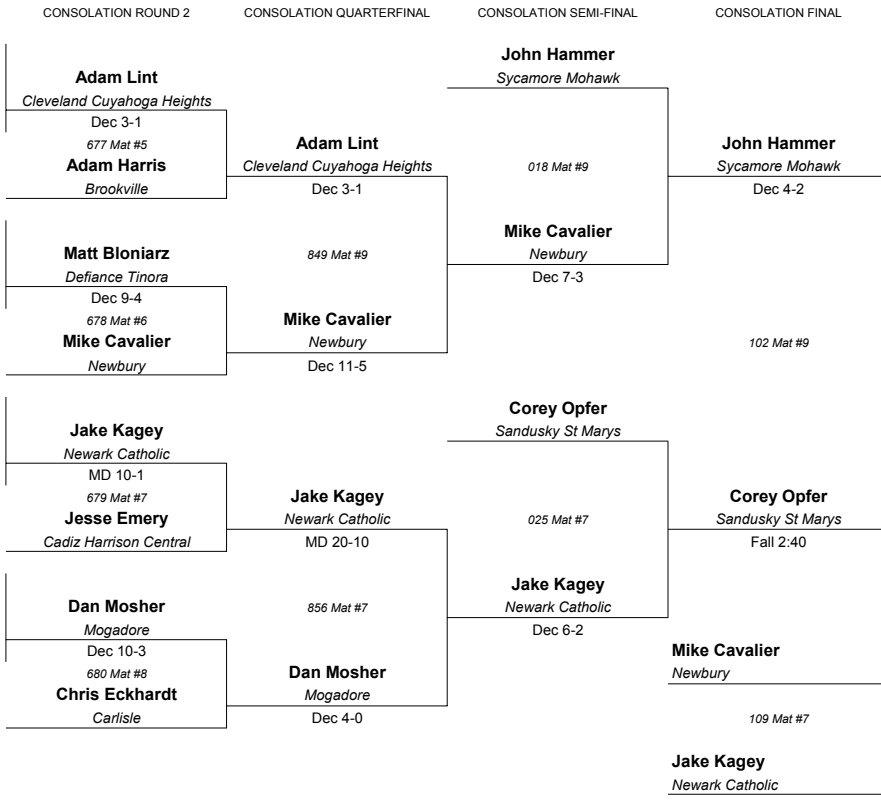 CONSOLATION ROUND 2
CONSOLATION QUARTERFINAL
CONSOLATION SEMI-FINAL
CONSOLATION FINAL
Adam Lint
Cleveland Cuyahoga Heights
Dec 3-1
677 Mat #5
Adam Harris
Brookville
Matt Bloniarz
Defiance Tinora
Dec 9-4
678 Mat #6
Mike Cavalier
Newbury
Jake Kagey
Newark Catholic
MD 10-1
679 Mat #7
Jesse Emery
Cadiz Harrison Central
Dan Mosher
Mogadore
Dec 10-3
680 Mat #8
Chris Eckhardt
Carlisle
Adam Lint
Cleveland Cuyahoga Heights
Dec 3-1
849 Mat #9
Mike Cavalier
Newbury
Dec 11-5
Jake Kagey
Newark Catholic
MD 20-10
856 Mat #7
Dan Mosher
Mogadore
Dec 4-0
John Hammer
Sycamore Mohawk
018 Mat #9
Mike Cavalier
Newbury
Dec 7-3
Corey Opfer
Sandusky St Marys
025 Mat #7
Jake Kagey
Newark Catholic
Dec 6-2
John Hammer
Sycamore Mohawk
Dec 4-2
102 Mat #9
Corey Opfer
Sandusky St Marys
Fall 2:40
Mike Cavalier
Newbury
109 Mat #7
Jake Kagey
Newark Catholic